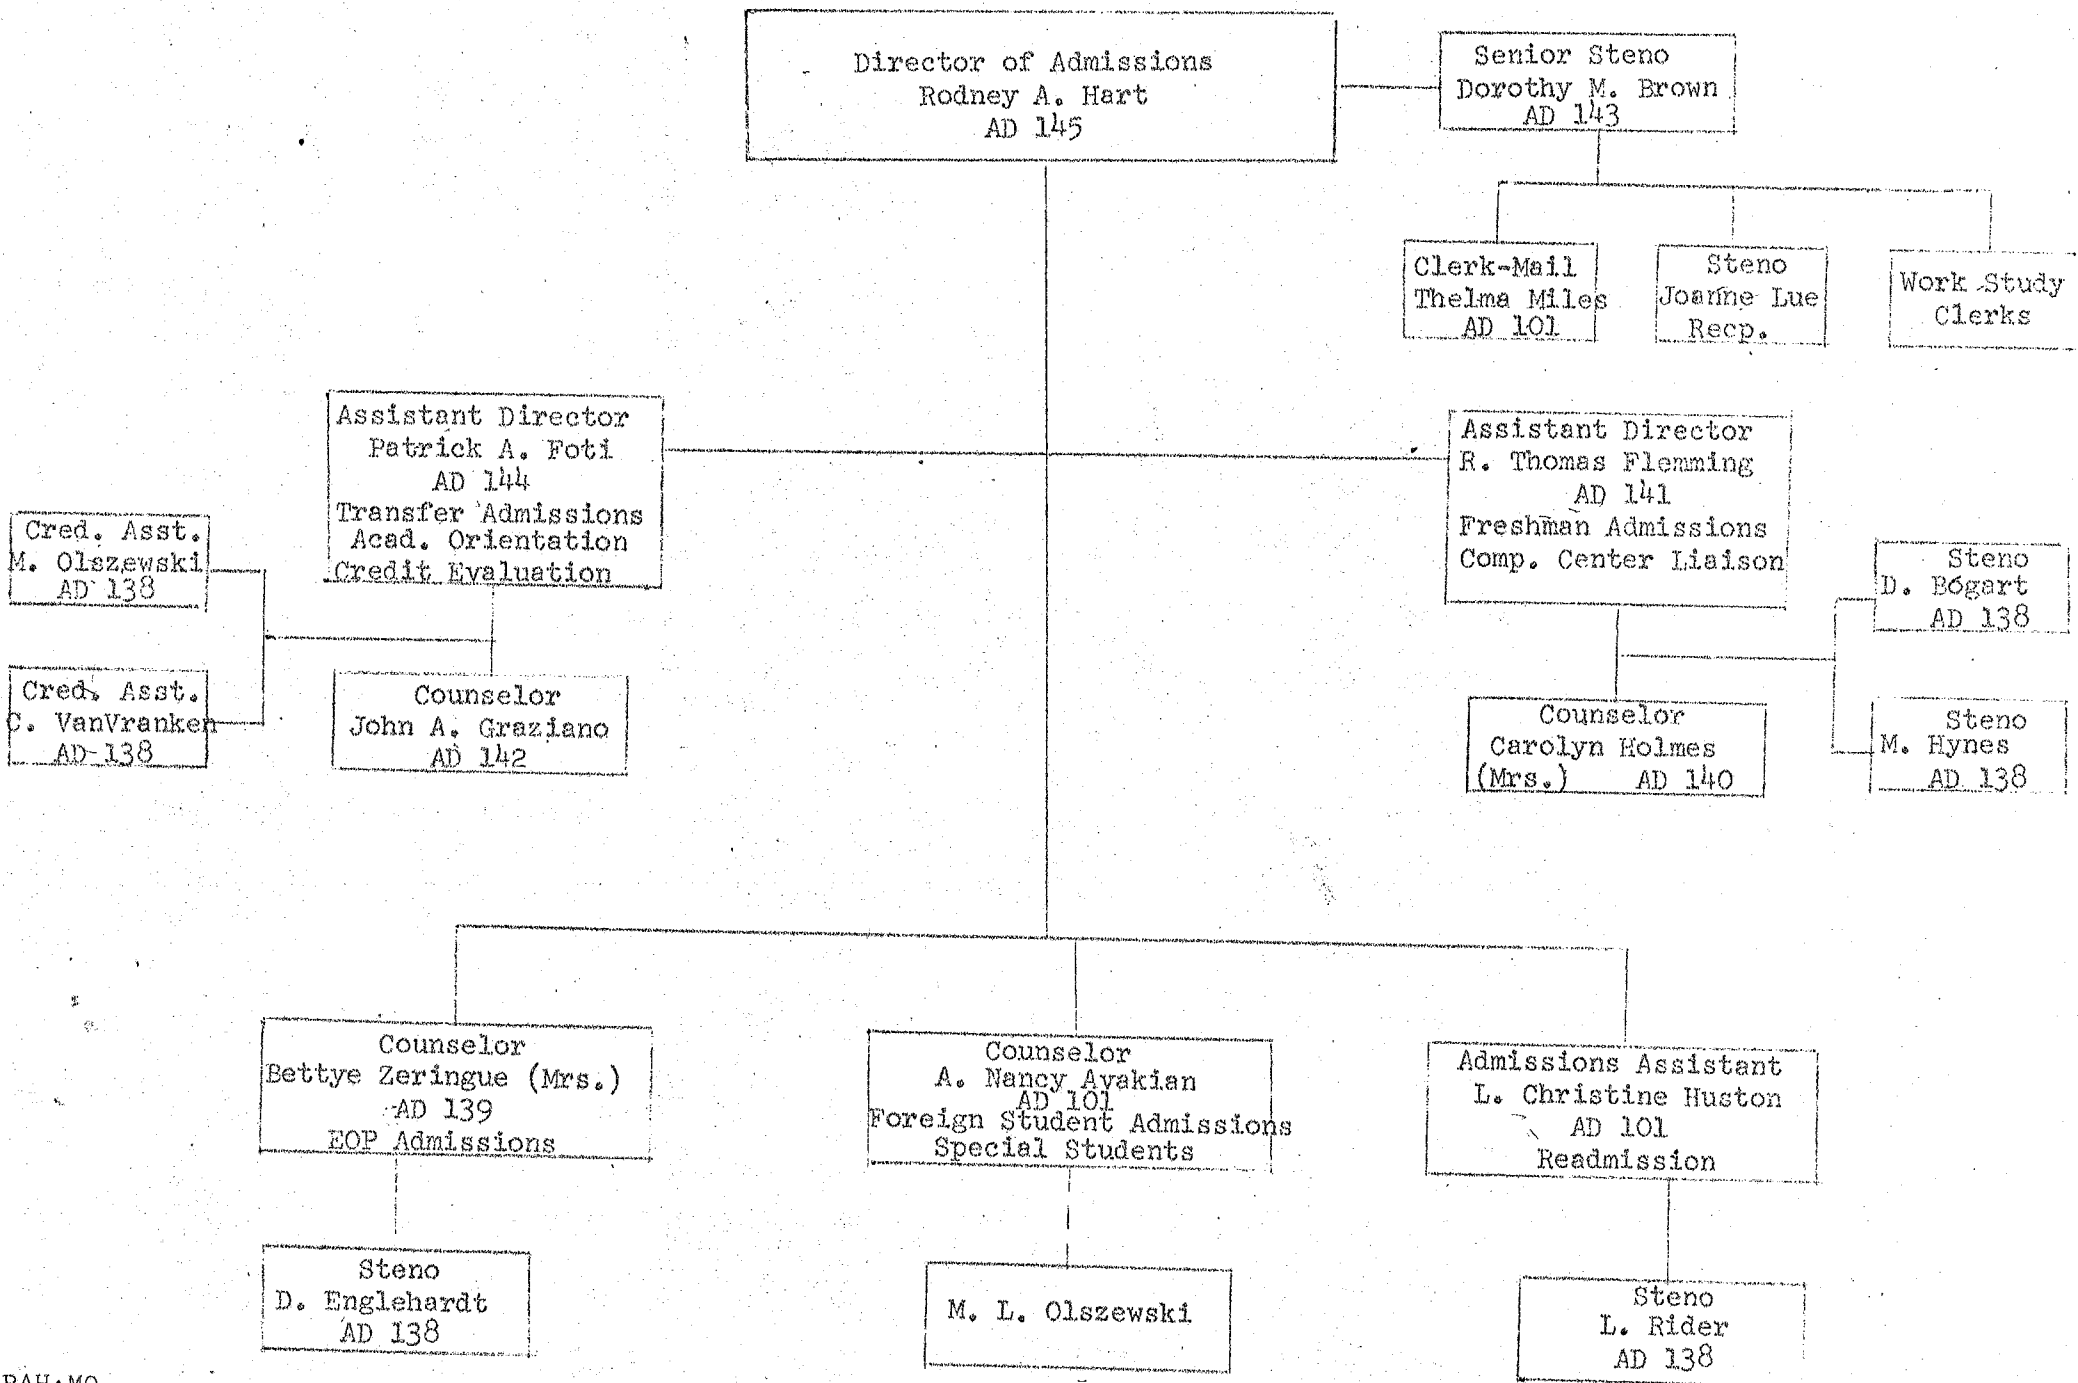 Director of Admissions
Rodney A. Hart
AD 145
Senior Steno
Dorothy M. Brown
AD 143
Clerk-Mail
Thelma Miles
AD 101
Steno
Joanne Lue
Recp.
Work Study
Clerks
Assistant Director
Patrick A. Foti
AD 144
Transfer Admissions
Acad. Orientation
Credit Evaluation
Assistant Director
R. Thomas Flemming
AD 141
Freshman Admissions
Comp. Center Liaison
Cred. Asst.
M. Olszewski
AD 138
Cred. Asst.
C. VanVranken
AD 138
Counselor
John A. Graziano
AD 142
Steno
D. Bogart
AD 138
Counselor
Carolyn Holmes
(Mrs.) AD 140
Steno
M. Hynes
AD 138
Counselor
Bettye Zeringue (Mrs.)
AD 139
EOP Admissions
Counselor
A. Nancy Avakian
AD 101
Foreign Student Admissions
Special Students
Admissions Assistant
L. Christine Huston
AD 101
Readmission
Steno
D. Englehardt
AD 138
M. L. Olszewski
Steno
L. Rider
AD 138